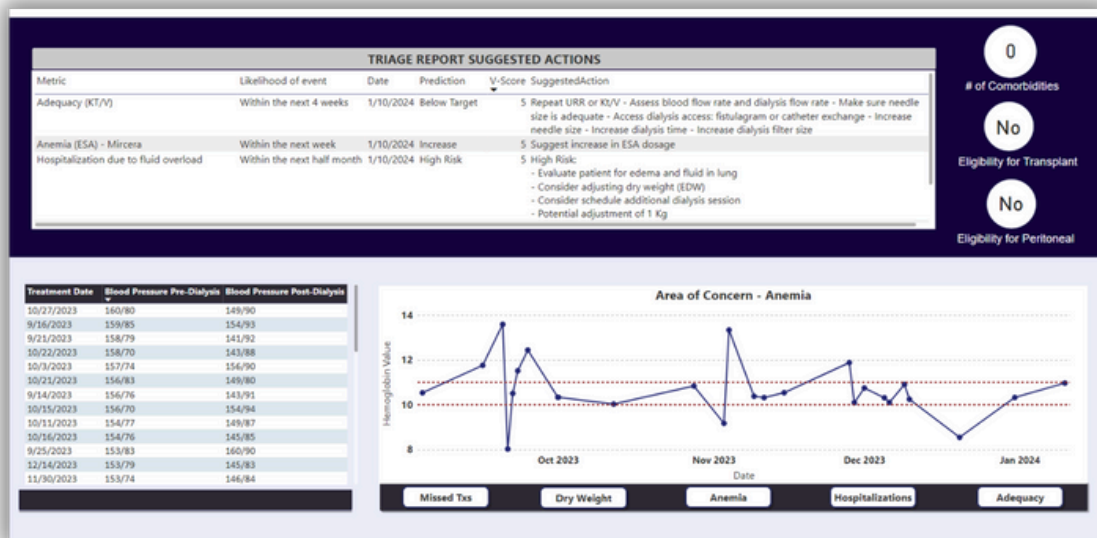 TRIAGE REPORT SUGGESTED ACTIONS
Metric Likelihood of event Date Prediction V-Score SuggestedAction
Adequacy (KT/V) Within the next 4 weeks 1/10/2024 Below Target 5 Repeat URR or Kt/V - Assess blood flow rate and dialysis flow rate - Make sure needle
size is adequate - Access dialysis access: fistulagram or catheter exchange - Increase
needle size - Increase dialysis time - Increase dialysis filter size
Anemia (ESA) - Mircera Within the next week 1/10/2024 Increase 5 Suggest increase in ESA dosage
Hospitalization due to fluid overload Within the next half month 1/10/2024 High Risk 5 High Risk:
- Evaluate patient for edema and fluid in lung
- Consider adjusting dry weight (EDW)
- Consider schedule additional dialysis session
- Potential adjustment of 1 Kg
0
# of Comorbidities
No
Eligibility for Transplant
No
Eligibility for Peritoneal
Treatment Date Blood Pressure Pre-Dialysis Blood Pressure Post-Dialysis
10/27/2023 160/80 149/90
9/16/2023 159/85 154/93
9/21/2023 158/79 141/92
10/22/2023 158/70 143/88
10/3/2023 157/74 156/90
10/21/2023 156/83 149/80
9/14/2023 156/76 143/91
10/15/2023 156/70 154/94
10/11/2023 154/77 149/87
10/16/2023 154/76 145/85
9/25/2023 153/83 160/90
12/14/2023 153/79 145/83
11/30/2023 153/74 146/84
Area of Concern - Anemia
Hemoglobin Value
14
12
10
8
Oct 2023 Nov 2023 Dec 2023 Jan 2024
Date
Missed Txs Dry Weight Anemia Hospitalizations Adequacy